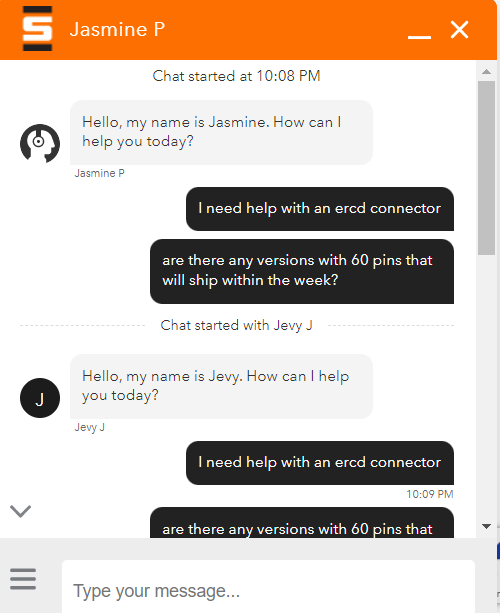 Jasmine P
Chat started at 10:08 PM
Hello, my name is Jasmine. How can I
help you today?
Jasmine P
I need help with an ercd connector
are there any versions with 60 pins that
will ship within the week?
Chat started with Jevy J
Hello, my name is Jevy. How can I help
you today?
J
Jevy J
I need help with an ercd connector
10:09 PM
are there any versions with 60 pins that
Type your message...